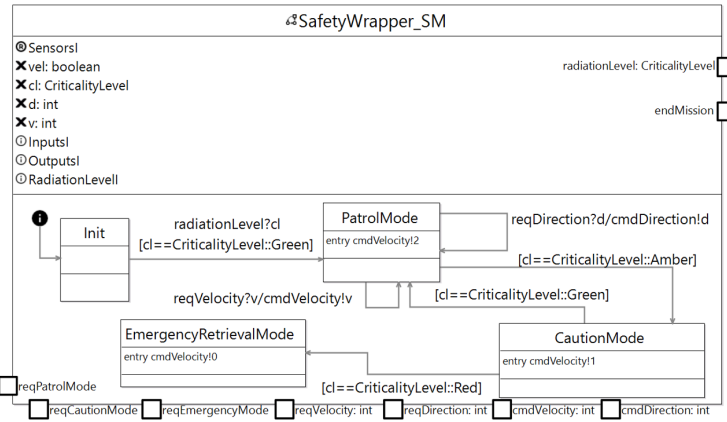 SafetyWrapper_SM
SensorsI
vel: boolean
cl: CriticalityLevel
d: int
v: int
InputsI
OutputsI
RadiationLevelI
radiationLevel: CriticalityLevel
endMission
Init
radiationLevel?cl
[cl==CriticalityLevel::Green]
PatrolMode
entry cmdVelocity!2
reqDirection?d/cmdDirection!d
[cl==CriticalityLevel::Amber]
reqVelocity?v/cmdVelocity!v
[cl==CriticalityLevel::Green]
EmergencyRetrievalMode
entry cmdVelocity!0
CautionMode
entry cmdVelocity!1
[cl==CriticalityLevel::Red]
reqPatrolMode
reqCautionMode reqEmergencyMode reqVelocity: int reqDirection: int cmdVelocity: int cmdDirection: int